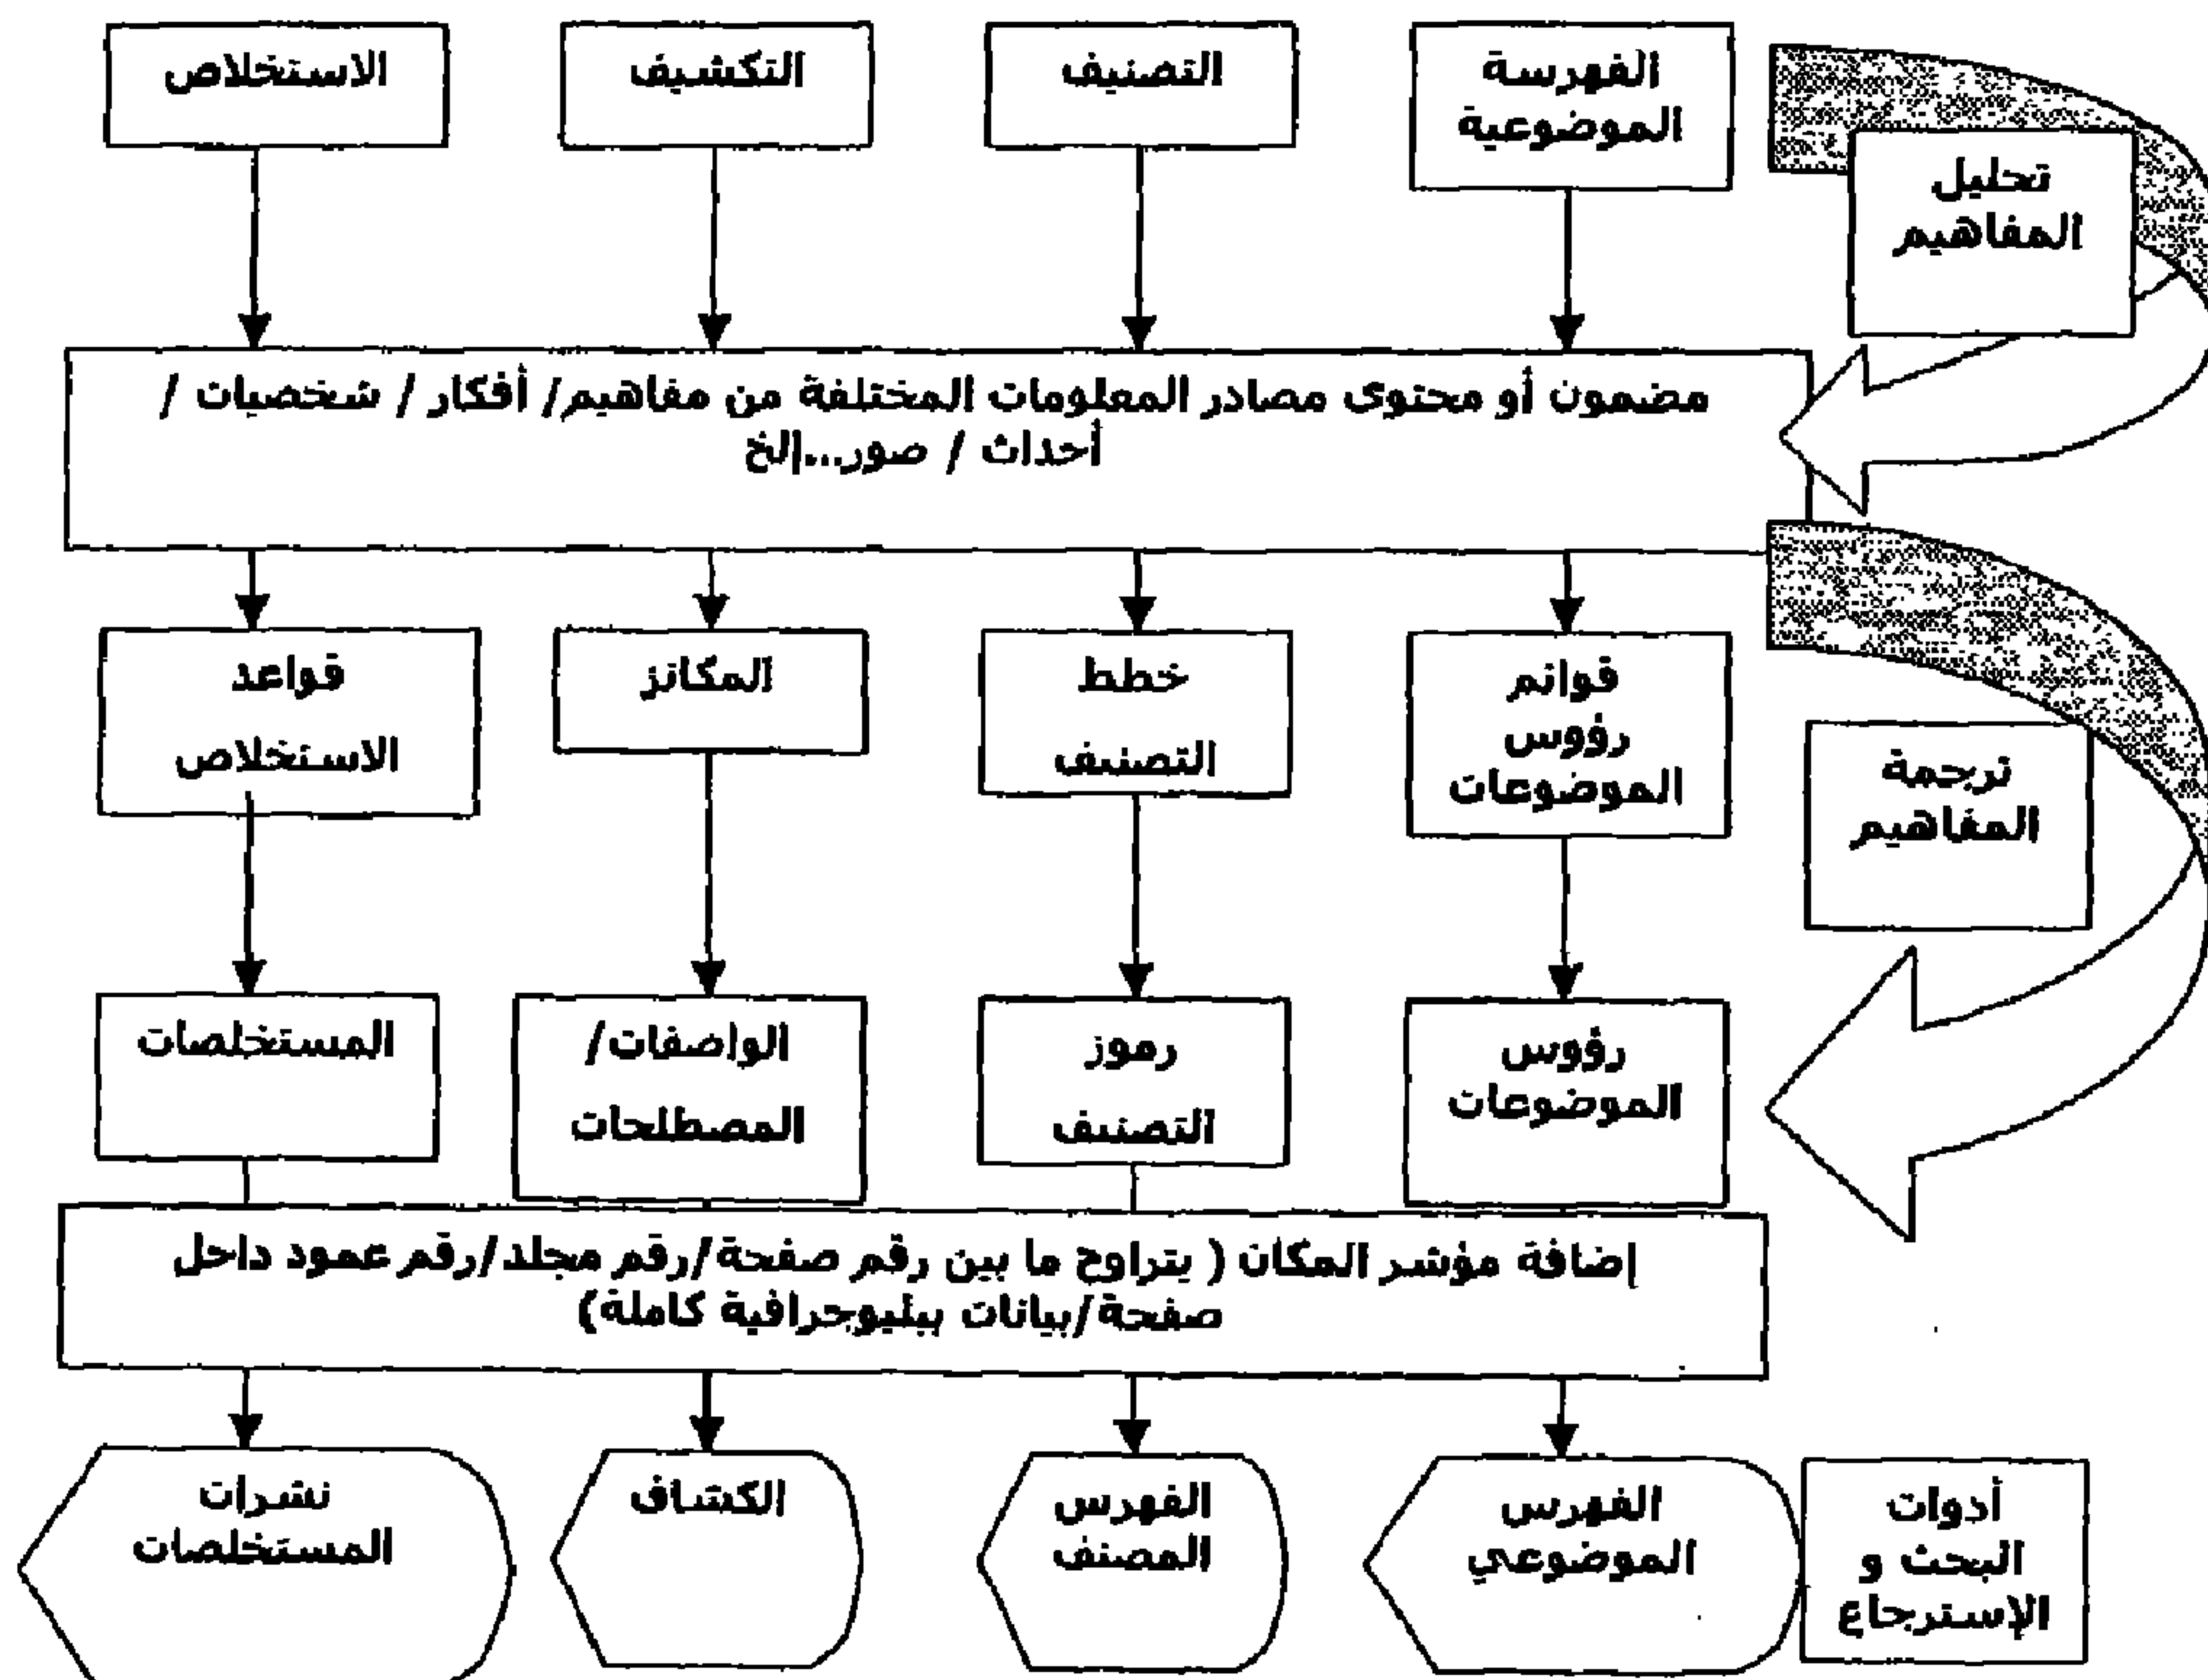 الفهرسة
الموضوعية
التصنيف
التكشيف
الاستخلاص
تحليل
المفاهيم
مضمون أو محتوى مصادر المعلومات المختلفة من مفاهيم/ أفكار / شخصيات /
أحداث / صور...إلخ
قوائم
رؤوس
الموضوعات
خطط
التصنيف
المكانز
قواعد
الاستخلاص
ترجمة
المفاهيم
رؤوس
الموضوعات
رموز
التصنيف
الواصفات/
المصطلحات
المستخلصات
إضافة مؤشر المكان ( يتراوح ما بين رقم صفحة/رقم مجلد/رقم عمود داخل
صفحة/بيانات ببليوجرافية كاملة)
أدوات
البحث و
الإسترجاع
الفهرس
الموضوعي
الفهرس
المصنف
الكشاف
نشرات
المستخلصات